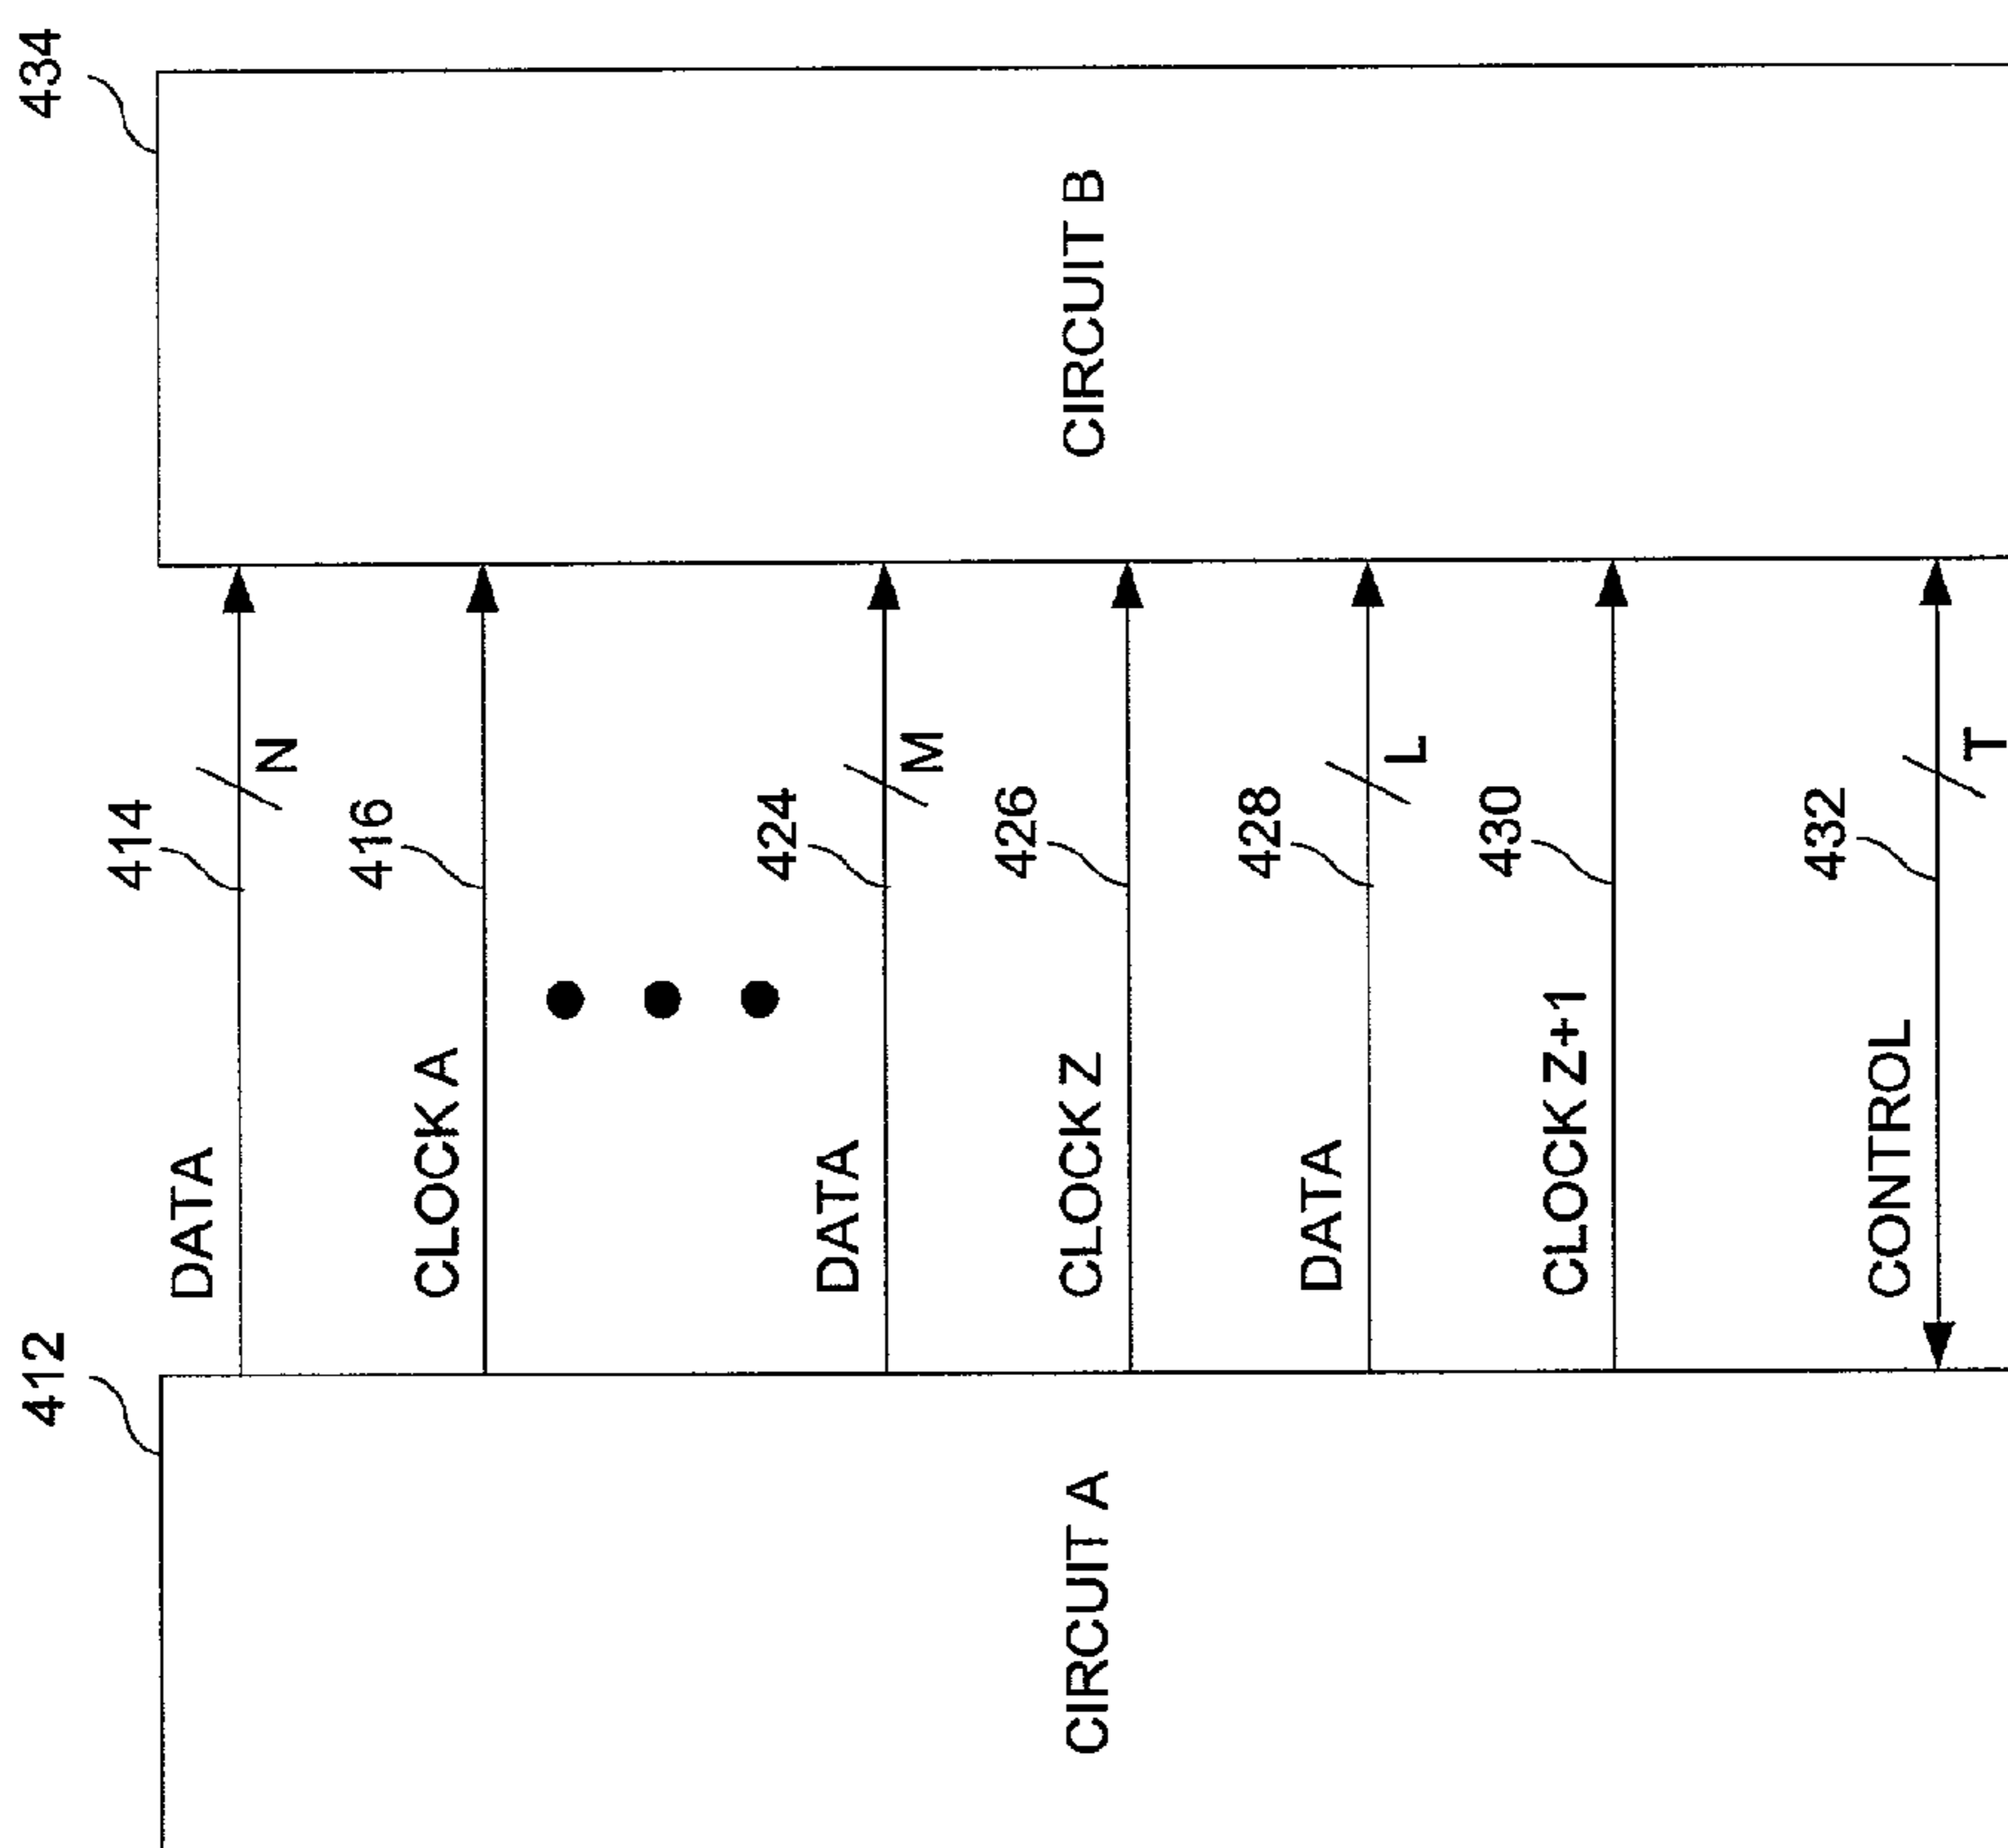 412
434
414
DATA
N
416
CLOCK A
424
DATA
M
426
CLOCK Z
428
DATA
L
430
CLOCK Z+1
432
CONTROL
T
CIRCUIT A
CIRCUIT B